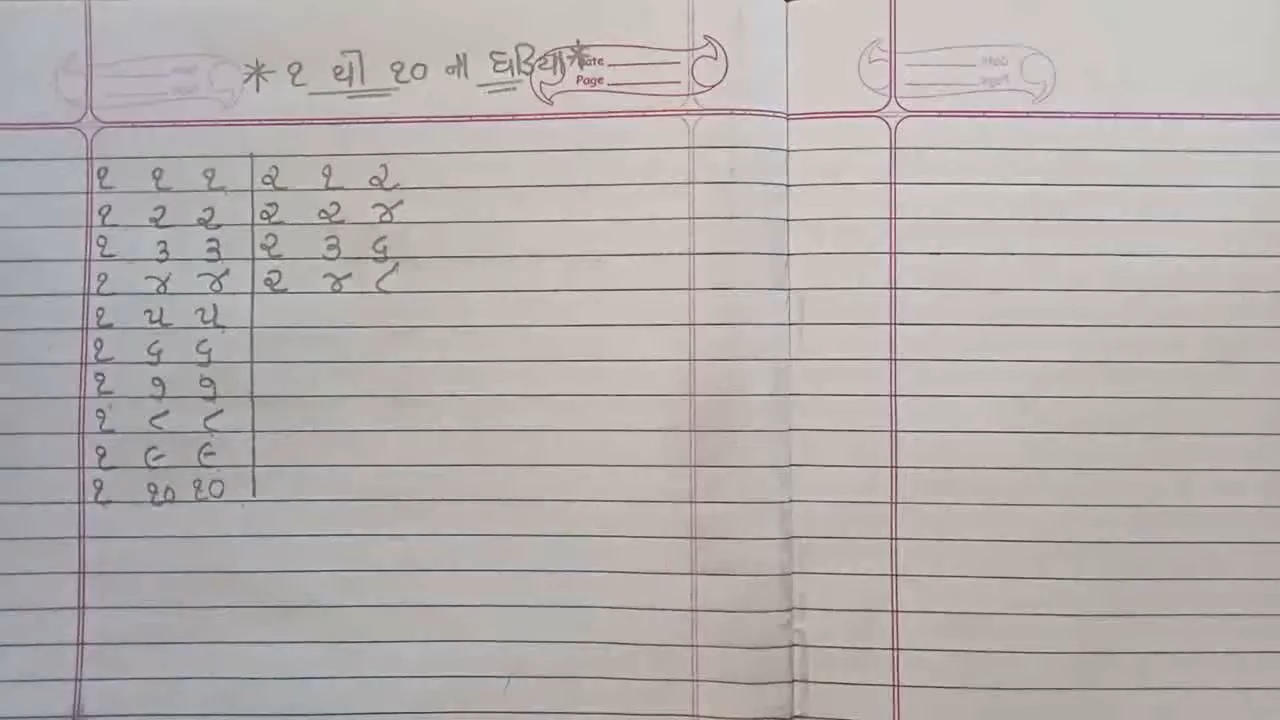 * ૧ થી ૨૦ ના ઘડિયા *
Date
Page
૧ ૧ ૧ ૨ ૧ ૨
૧ ૨ ૨ ૨ ૨ ૪
૧ ૩ ૩ ૨ ૩ ૬
૧ ૪ ૪ ૨ ૪ ૮
૧ ૫ ૫
૧ ૬ ૬
૧ ૭ ૭
૧ ૮ ૮
૧ ૯ ૯
૧ ૧૦ ૧૦